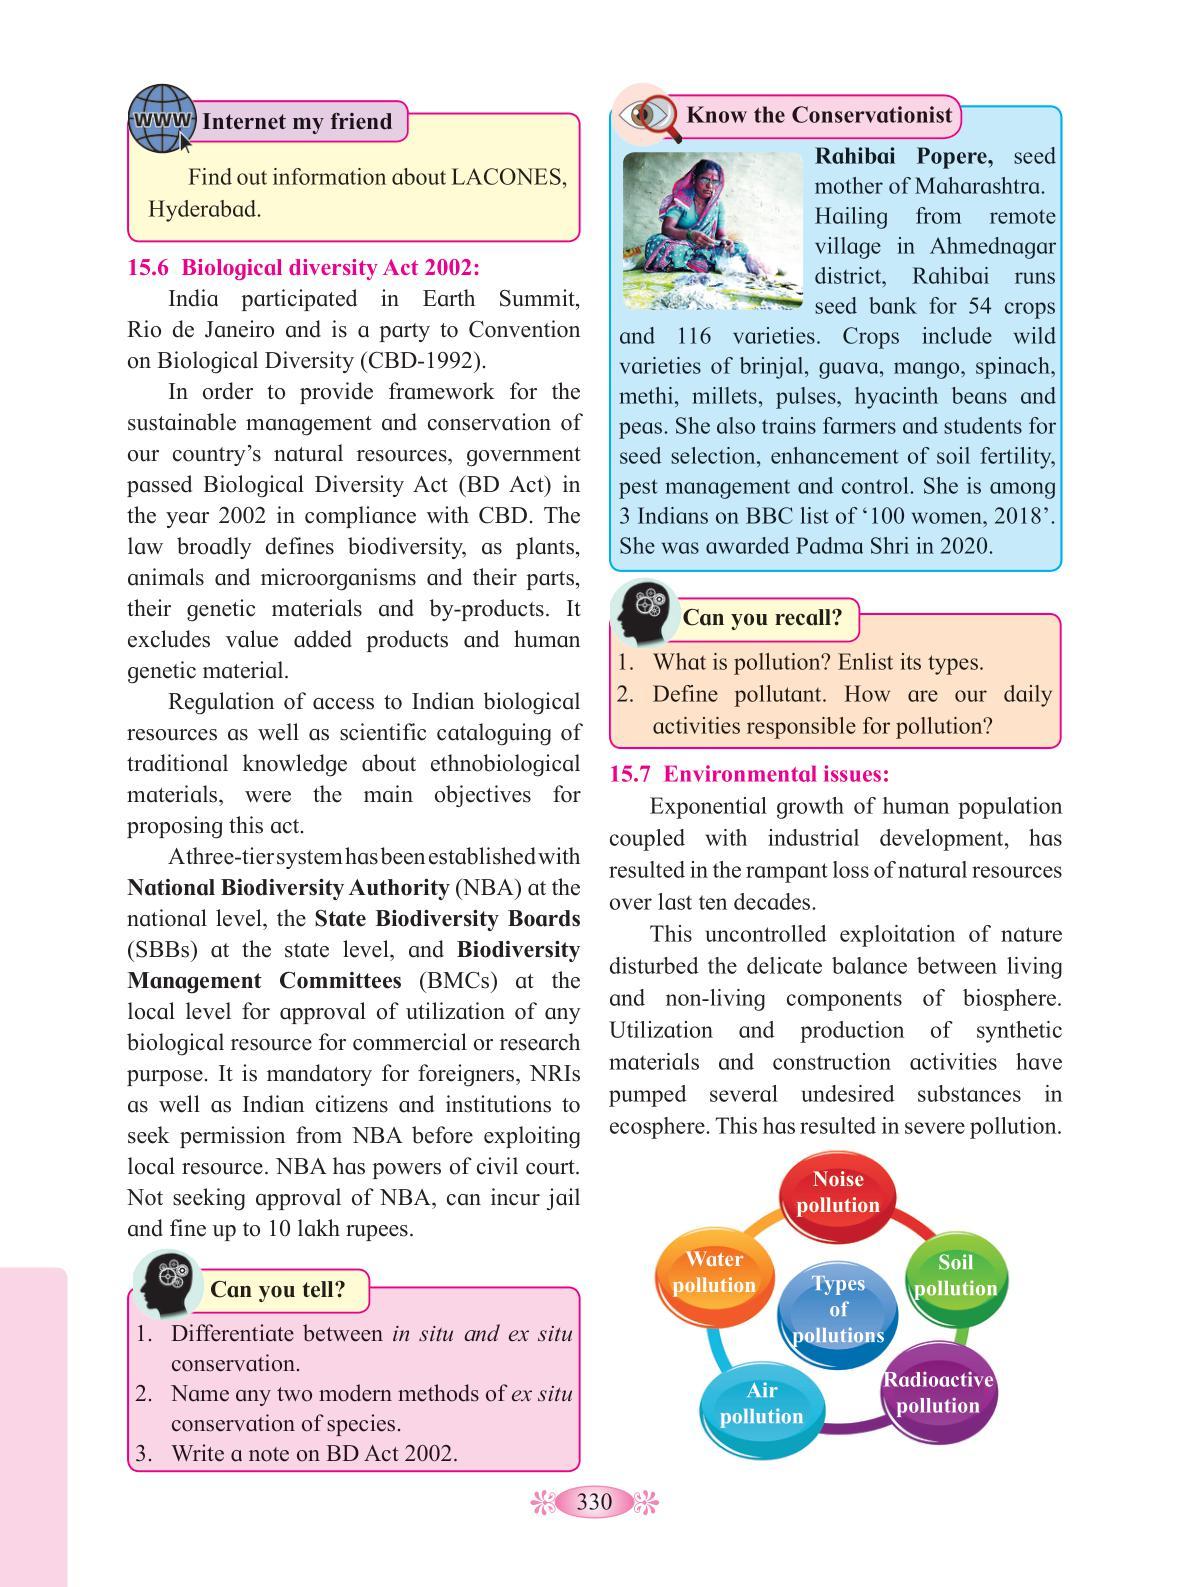 Internet my friend
Find out information about LACONES,
Hyderabad.
15.6 Biological diversity Act 2002:
India participated in Earth Summit,
Rio de Janeiro and is a party to Convention
on Biological Diversity (CBD-1992).
In order to provide framework for the
sustainable management and conservation of
our country’s natural resources, government
passed Biological Diversity Act (BD Act) in
the year 2002 in compliance with CBD. The
law broadly defines biodiversity, as plants,
animals and microorganisms and their parts,
their genetic materials and by-products. It
excludes value added products and human
genetic material.
Regulation of access to Indian biological
resources as well as scientific cataloguing of
traditional knowledge about ethnobiological
materials, were the main objectives for
proposing this act.
A three-tier system has been established with
National Biodiversity Authority (NBA) at the
national level, the State Biodiversity Boards
(SBBs) at the state level, and Biodiversity
Management Committees (BMCs) at the
local level for approval of utilization of any
biological resource for commercial or research
purpose. It is mandatory for foreigners, NRIs
as well as Indian citizens and institutions to
seek permission from NBA before exploiting
local resource. NBA has powers of civil court.
Not seeking approval of NBA, can incur jail
and fine up to 10 lakh rupees.
Can you tell?
1. Differentiate between in situ and ex situ
conservation.
2. Name any two modern methods of ex situ
conservation of species.
3. Write a note on BD Act 2002.
Know the Conservationist
Rahibai Popere, seed
mother of Maharashtra.
Hailing from remote
village in Ahmednagar
district, Rahibai runs
seed bank for 54 crops
and 116 varieties. Crops include wild
varieties of brinjal, guava, mango, spinach,
methi, millets, pulses, hyacinth beans and
peas. She also trains farmers and students for
seed selection, enhancement of soil fertility,
pest management and control. She is among
3 Indians on BBC list of ‘100 women, 2018’.
She was awarded Padma Shri in 2020.
Can you recall?
1. What is pollution? Enlist its types.
2. Define pollutant. How are our daily
activities responsible for pollution?
15.7 Environmental issues:
Exponential growth of human population
coupled with industrial development, has
resulted in the rampant loss of natural resources
over last ten decades.
This uncontrolled exploitation of nature
disturbed the delicate balance between living
and non-living components of biosphere.
Utilization and production of synthetic
materials and construction activities have
pumped several undesired substances in
ecosphere. This has resulted in severe pollution.
Noise
pollution
Water
pollution
Soil
pollution
Types
of
pollutions
Air
pollution
Radioactive
pollution
330
WWW